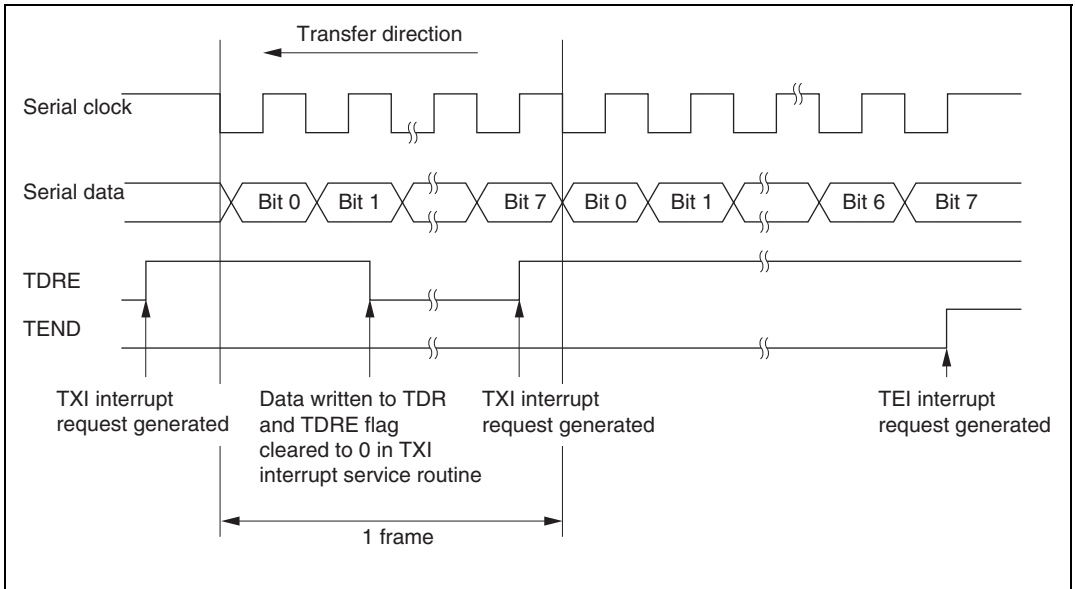 Transfer direction
Serial clock
Serial data
Bit 0 Bit 1 Bit 7 Bit 0 Bit 1 Bit 6 Bit 7
TDRE
TEND
TXI interrupt
request generated
Data written to TDR
and TDRE flag
cleared to 0 in TXI
interrupt service routine
TXI interrupt
request generated
TEI interrupt
request generated
1 frame